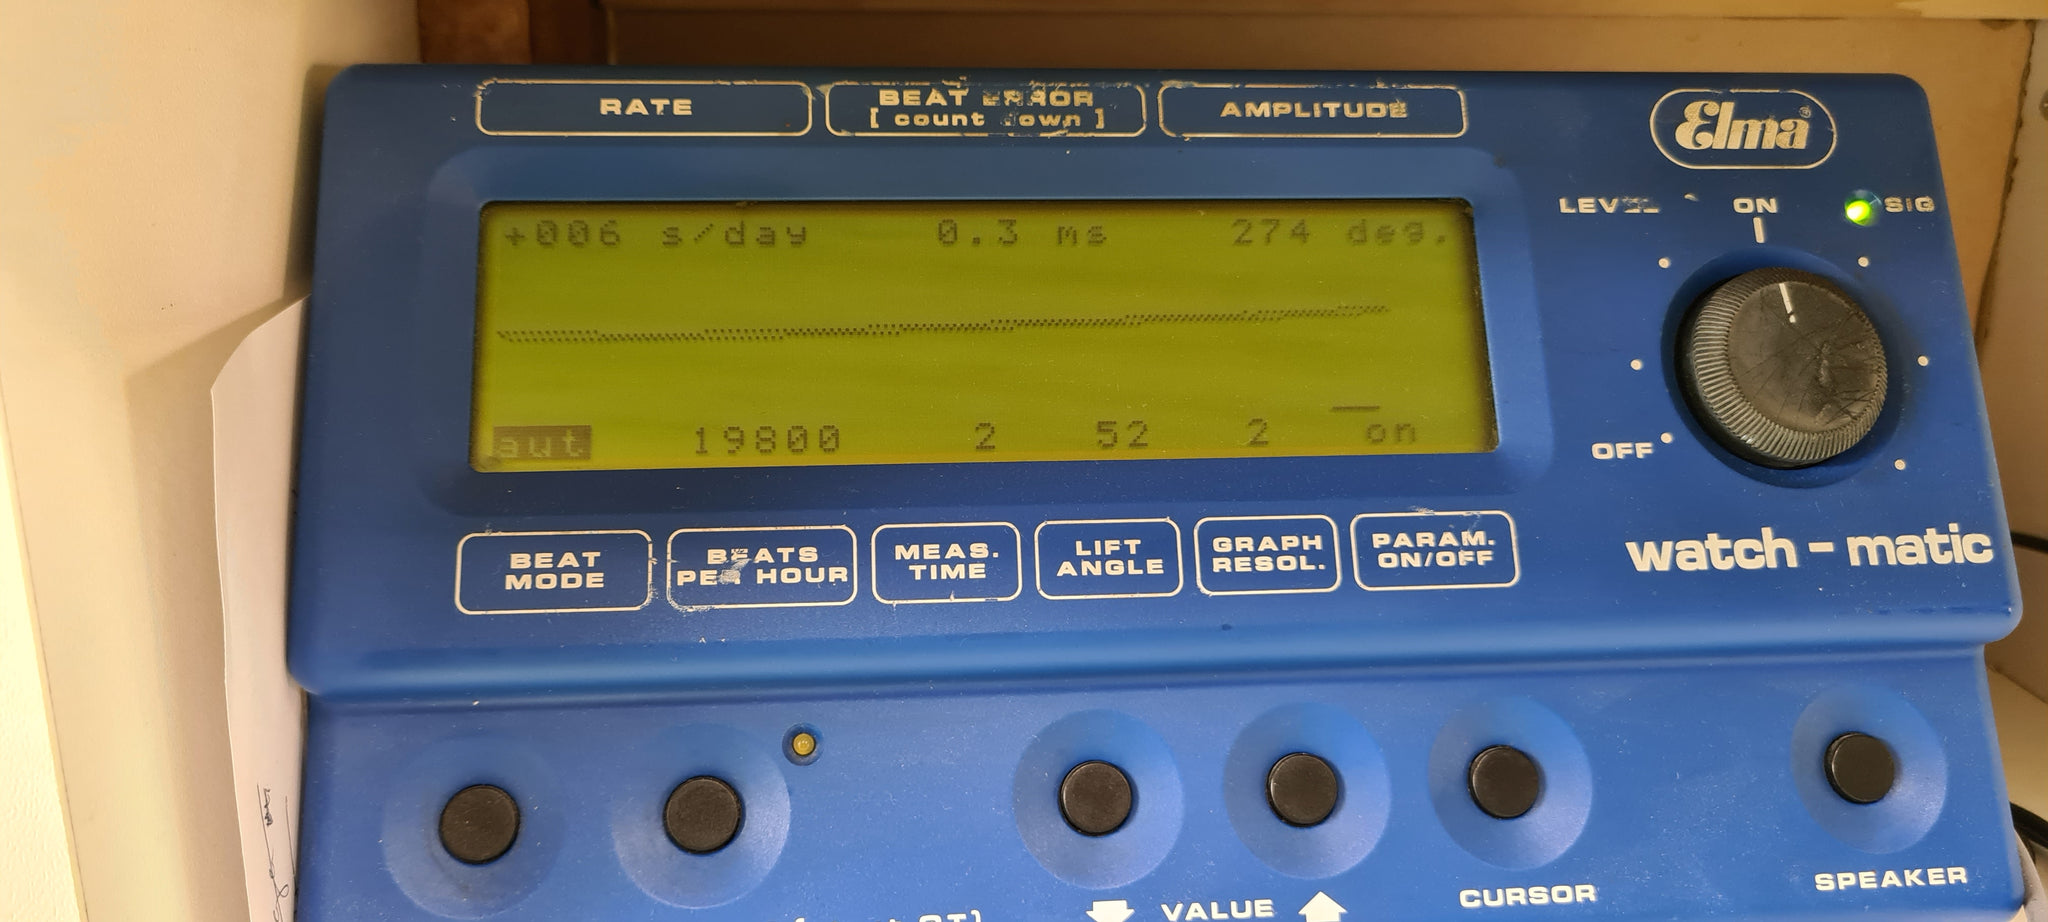 RATE
BEAT ERROR
[ count down ]
AMPLITUDE
Elma
+006 s/day 0.3 ms 274 deg.
LEVEL
ON
SIG
OFF
aut 19800 2 52 2 on
BEAT
MODE
BEATS
PER HOUR
MEAS.
TIME
LIFT
ANGLE
GRAPH
RESOL.
PARAM.
ON/OFF
watch-matic
VALUE
CURSOR
SPEAKER